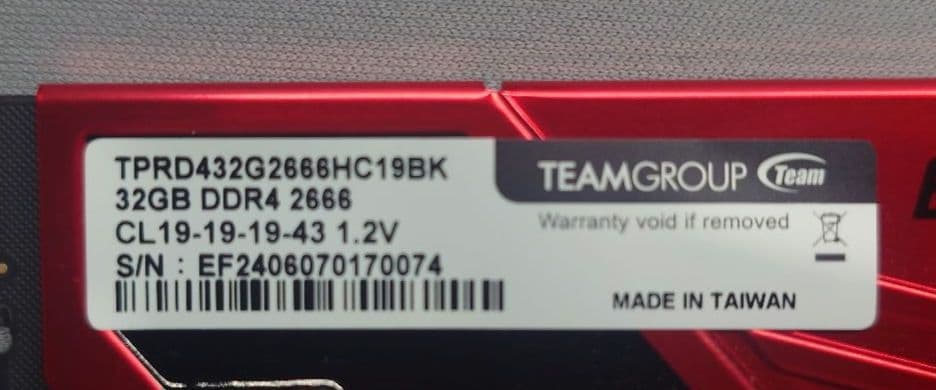 TPRD432G2666HC19BK
32GB DDR4 2666
CL19-19-19-43 1.2V
S/N : EF2406070170074
TEAMGROUP Team
Warranty void if removed
MADE IN TAIWAN